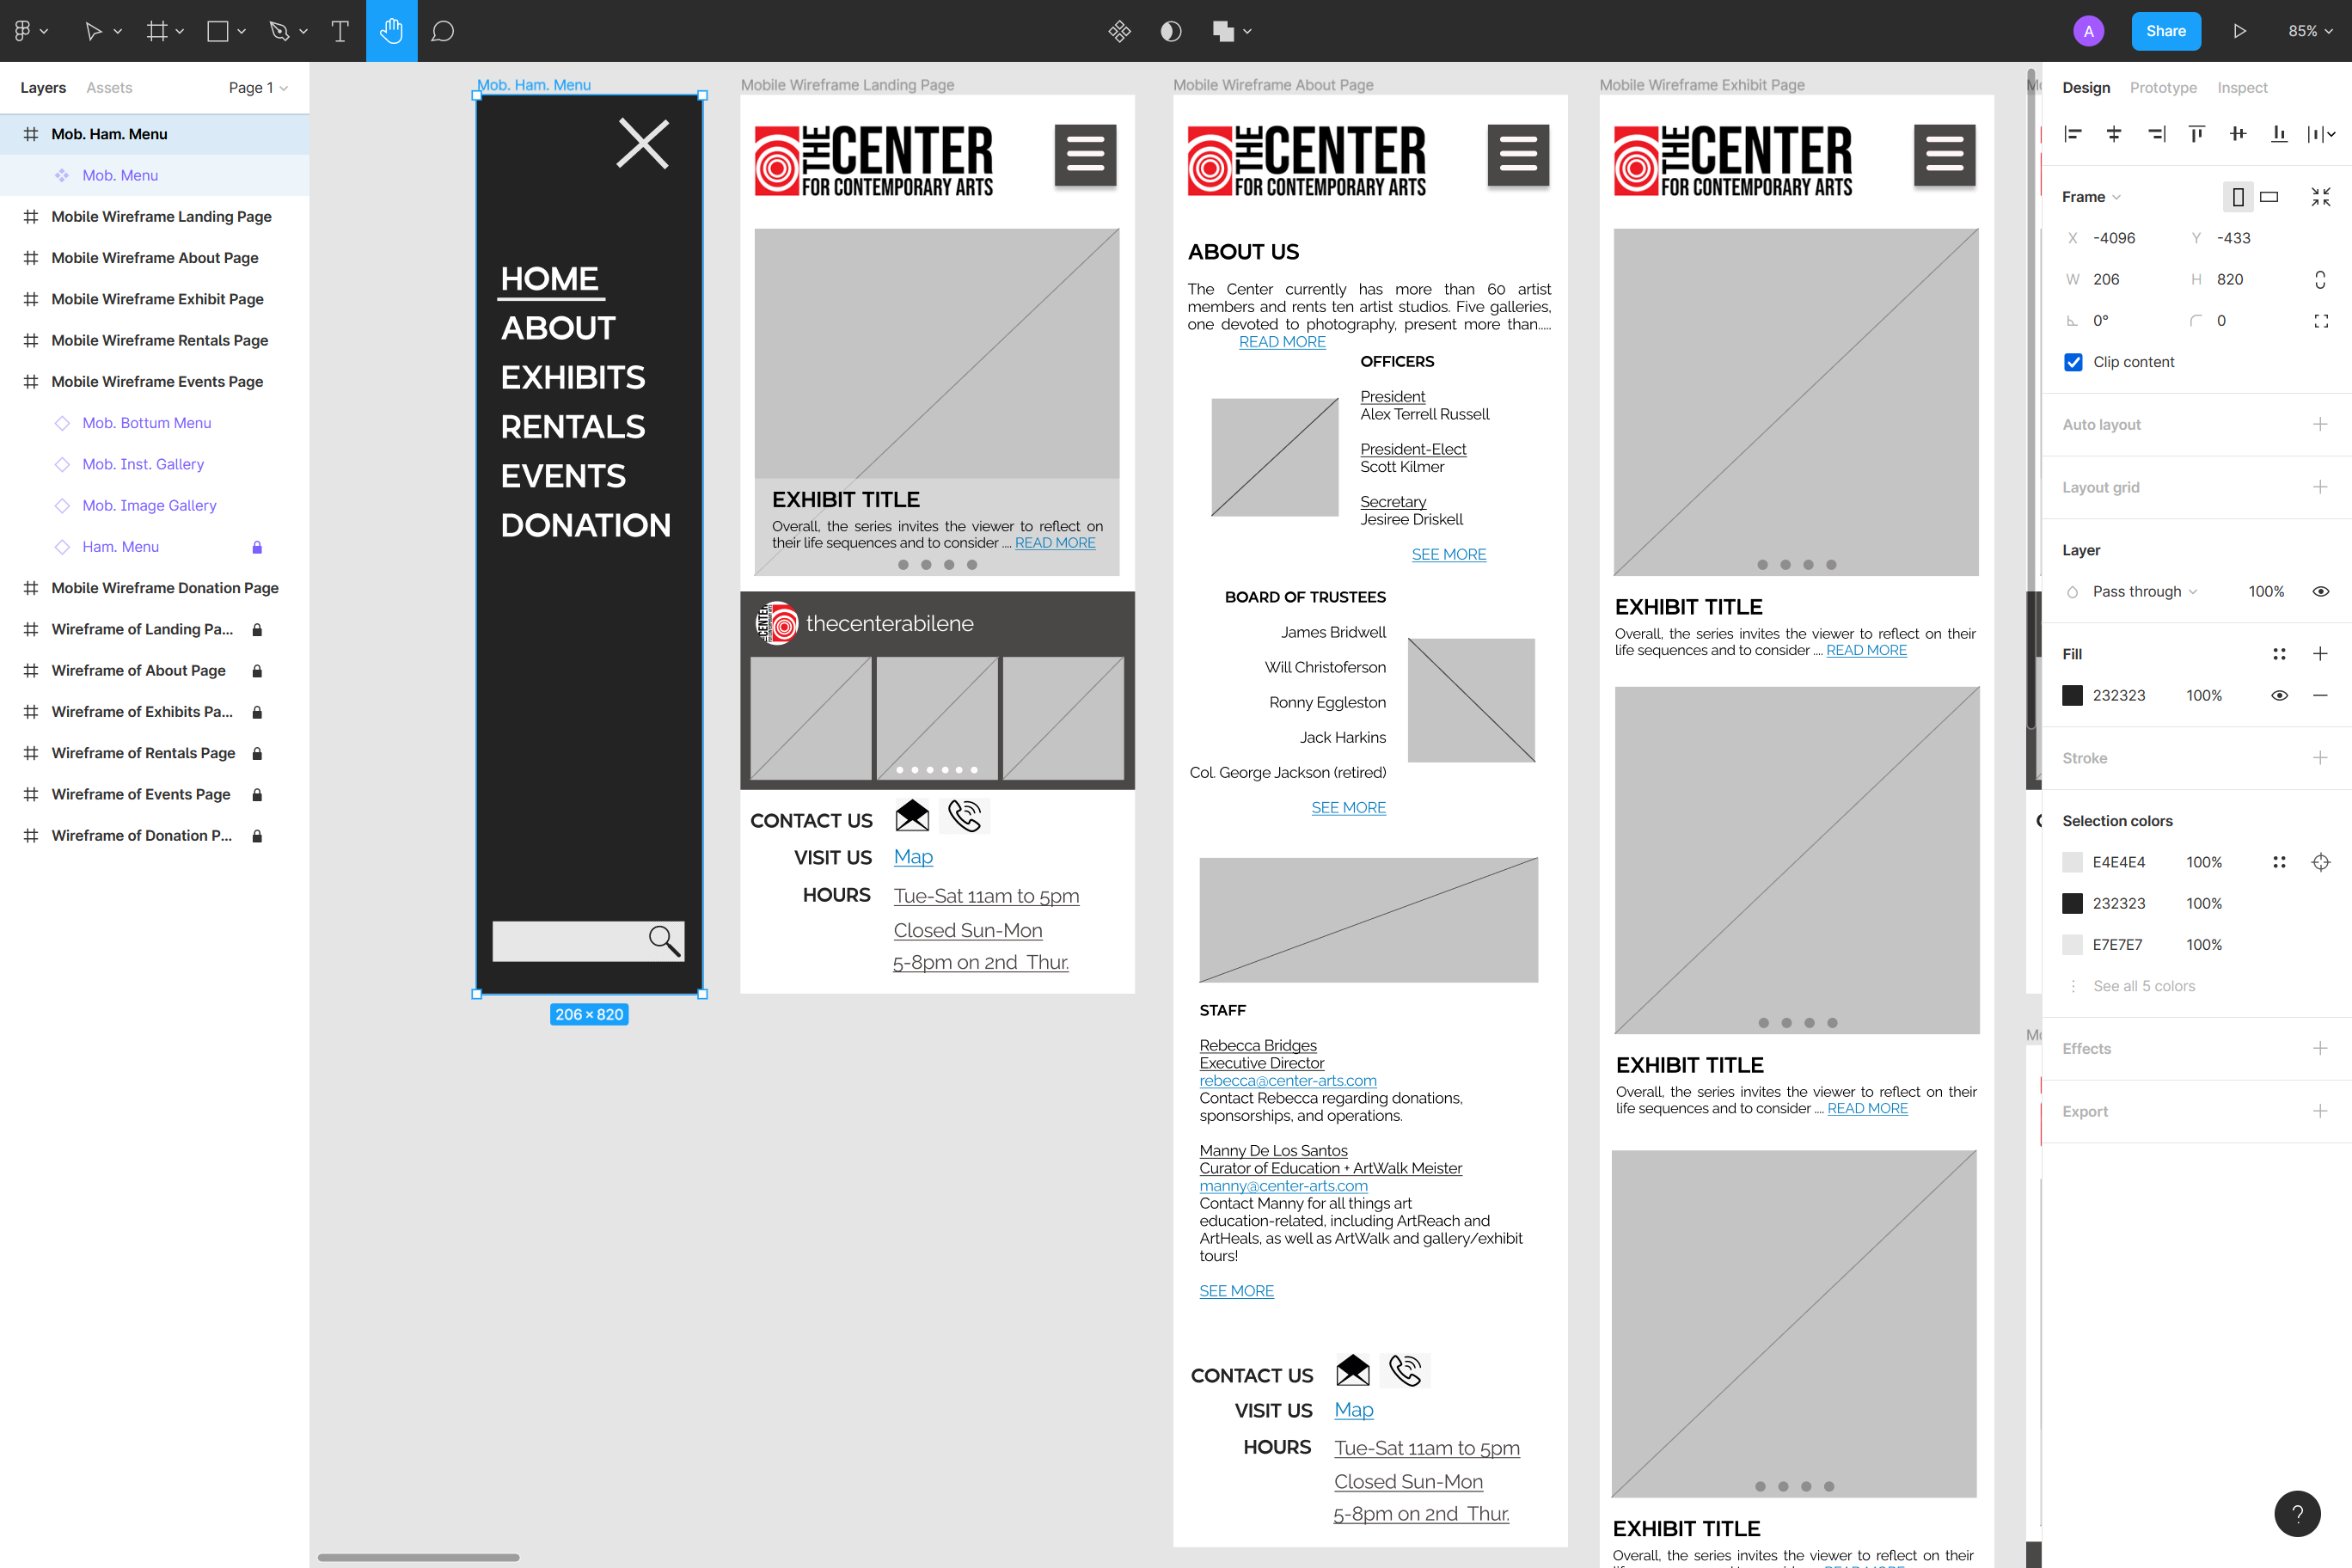 A
Share
85%
Layers
Assets
Page 1
Mob. Ham. Menu
Mob. Menu
Mobile Wireframe Landing Page
Mobile Wireframe About Page
Mobile Wireframe Exhibit Page
Mobile Wireframe Rentals Page
Mobile Wireframe Events Page
Mob. Bottum Menu
Mob. Inst. Gallery
Mob. Image Gallery
Ham. Menu
Mobile Wireframe Donation Page
Wireframe of Landing Pa...
Wireframe of About Page
Wireframe of Exhibits Pa...
Wireframe of Rentals Page
Wireframe of Events Page
Wireframe of Donation P...
Mob. Ham. Menu
HOME
ABOUT
EXHIBITS
RENTALS
EVENTS
DONATION
206 × 820
Mobile Wireframe Landing Page
THE CENTER
FOR CONTEMPORARY ARTS
EXHIBIT TITLE
Overall, the series invites the viewer to reflect on
their life sequences and to consider .... READ MORE
THE CENTER
thecenterabilene
CONTACT US
VISIT US
Map
HOURS
Tue-Sat 11am to 5pm
Closed Sun-Mon
5-8pm on 2nd Thur.
Mobile Wireframe About Page
THE CENTER
FOR CONTEMPORARY ARTS
ABOUT US
The Center currently has more than 60 artist
members and rents ten artist studios. Five galleries,
one devoted to photography, present more than.....
READ MORE
OFFICERS
President
Alex Terrell Russell
President-Elect
Scott Kilmer
Secretary
Jesiree Driskell
SEE MORE
BOARD OF TRUSTEES
James Bridwell
Will Christoferson
Ronny Eggleston
Jack Harkins
Col. George Jackson (retired)
SEE MORE
STAFF
Rebecca Bridges
Executive Director
rebecca@center-arts.com
Contact Rebecca regarding donations,
sponsorships, and operations.
Manny De Los Santos
Curator of Education + ArtWalk Meister
manny@center-arts.com
Contact Manny for all things art
education-related, including ArtReach and
ArtHeals, as well as ArtWalk and gallery/exhibit
tours!
SEE MORE
CONTACT US
VISIT US
Map
HOURS
Tue-Sat 11am to 5pm
Closed Sun-Mon
5-8pm on 2nd Thur.
Mobile Wireframe Exhibit Page
THE CENTER
FOR CONTEMPORARY ARTS
EXHIBIT TITLE
Overall, the series invites the viewer to reflect on their
life sequences and to consider .... READ MORE
EXHIBIT TITLE
Overall, the series invites the viewer to reflect on their
life sequences and to consider .... READ MORE
EXHIBIT TITLE
Overall, the series invites the viewer to reflect on their
Design
Prototype
Inspect
Frame
X -4096
Y -433
W 206
H 820
0°
0
Clip content
Auto layout
Layout grid
Layer
Pass through
100%
Fill
232323
100%
Stroke
Selection colors
E4E4E4
100%
232323
100%
E7E7E7
100%
See all 5 colors
Effects
Export
?